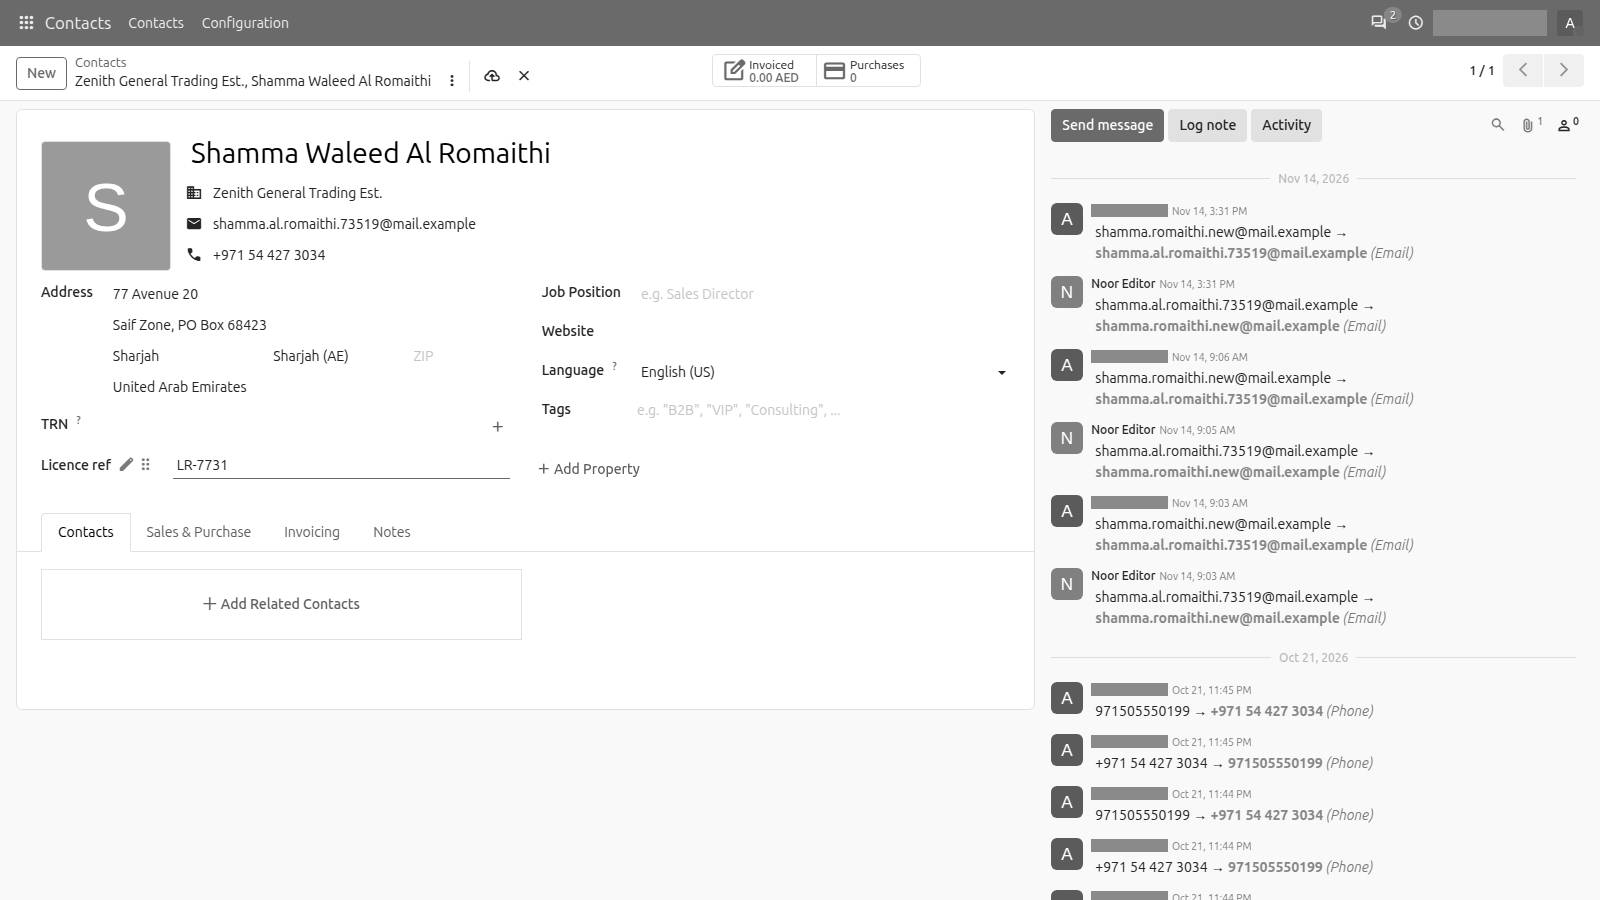 Contacts Contacts Configuration 2 A
New
Contacts
Zenith General Trading Est., Shamma Waleed Al Romaithi
Invoiced
0.00 AED
Purchases
0
1 / 1
S
Shamma Waleed Al Romaithi
Zenith General Trading Est.
shamma.al.romaithi.73519@mail.example
+971 54 427 3034
Address 77 Avenue 20
Saif Zone, PO Box 68423
Sharjah Sharjah (AE) ZIP
United Arab Emirates
TRN ?
Licence ref LR-7731
Job Position e.g. Sales Director
Website
Language ? English (US)
Tags e.g. "B2B", "VIP", "Consulting", ...
+ Add Property
Contacts Sales & Purchase Invoicing Notes
+ Add Related Contacts
Send message Log note Activity 1 0
Nov 14, 2026
A Nov 14, 3:31 PM
shamma.romaithi.new@mail.example →
shamma.al.romaithi.73519@mail.example (Email)
N Noor Editor Nov 14, 3:31 PM
shamma.al.romaithi.73519@mail.example →
shamma.romaithi.new@mail.example (Email)
A Nov 14, 9:06 AM
shamma.romaithi.new@mail.example →
shamma.al.romaithi.73519@mail.example (Email)
N Noor Editor Nov 14, 9:05 AM
shamma.al.romaithi.73519@mail.example →
shamma.romaithi.new@mail.example (Email)
A Nov 14, 9:03 AM
shamma.romaithi.new@mail.example →
shamma.al.romaithi.73519@mail.example (Email)
N Noor Editor Nov 14, 9:03 AM
shamma.al.romaithi.73519@mail.example →
shamma.romaithi.new@mail.example (Email)
Oct 21, 2026
A Oct 21, 11:45 PM
971505550199 → +971 54 427 3034 (Phone)
A Oct 21, 11:45 PM
+971 54 427 3034 → 971505550199 (Phone)
A Oct 21, 11:44 PM
971505550199 → +971 54 427 3034 (Phone)
A Oct 21, 11:44 PM
+971 54 427 3034 → 971505550199 (Phone)
Oct 21, 11:44 PM